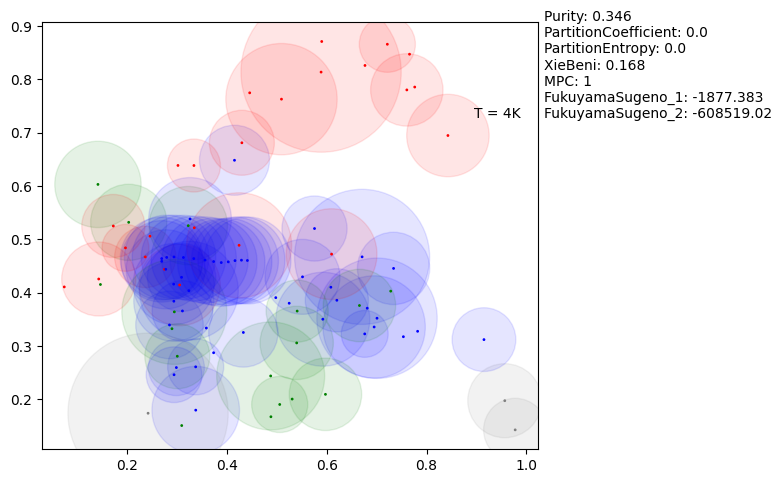 Purity: 0.346
PartitionCoefficient: 0.0
PartitionEntropy: 0.0
XieBeni: 0.168
MPC: 1
FukuyamaSugeno_1: -1877.383
FukuyamaSugeno_2: -608519.02
T = 4K
0.9
0.8
0.7
0.6
0.5
0.4
0.3
0.2
0.2
0.4
0.6
0.8
1.0